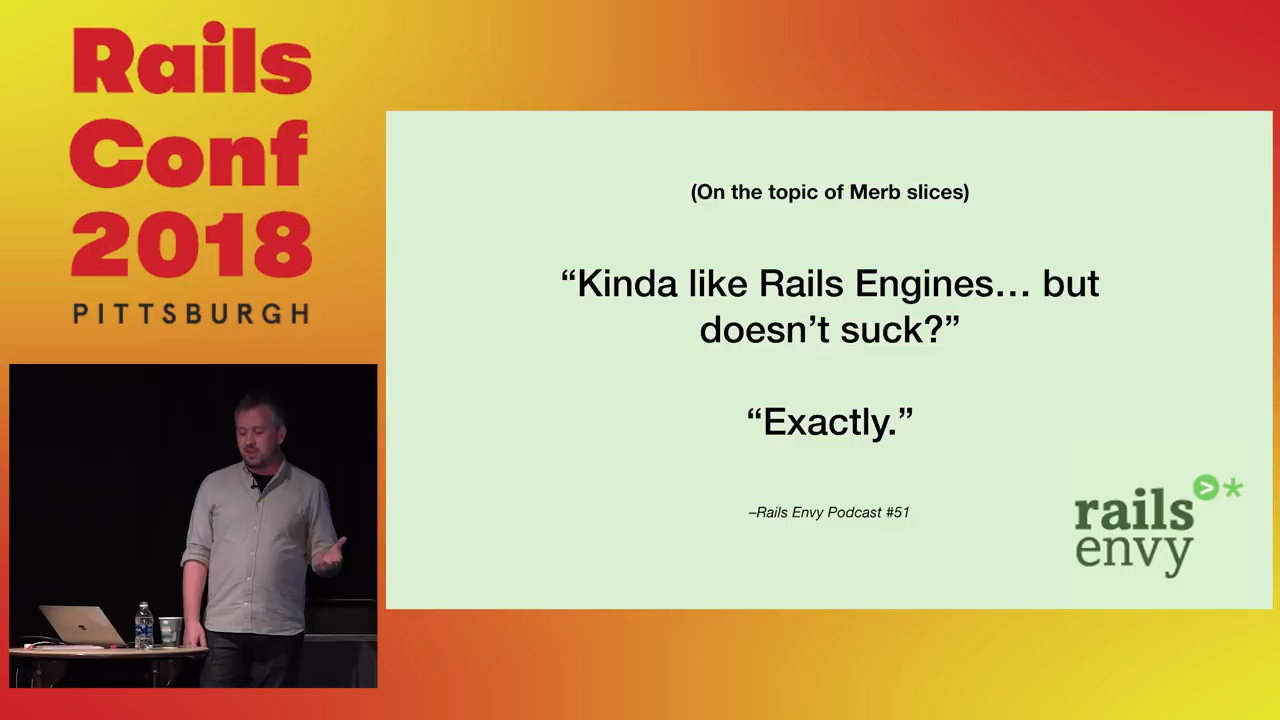 Rails
Conf
2018
PITTSBURGH
(On the topic of Merb slices)
“Kinda like Rails Engines… but
doesn’t suck?”
“Exactly.”
–Rails Envy Podcast #51
rails
envy